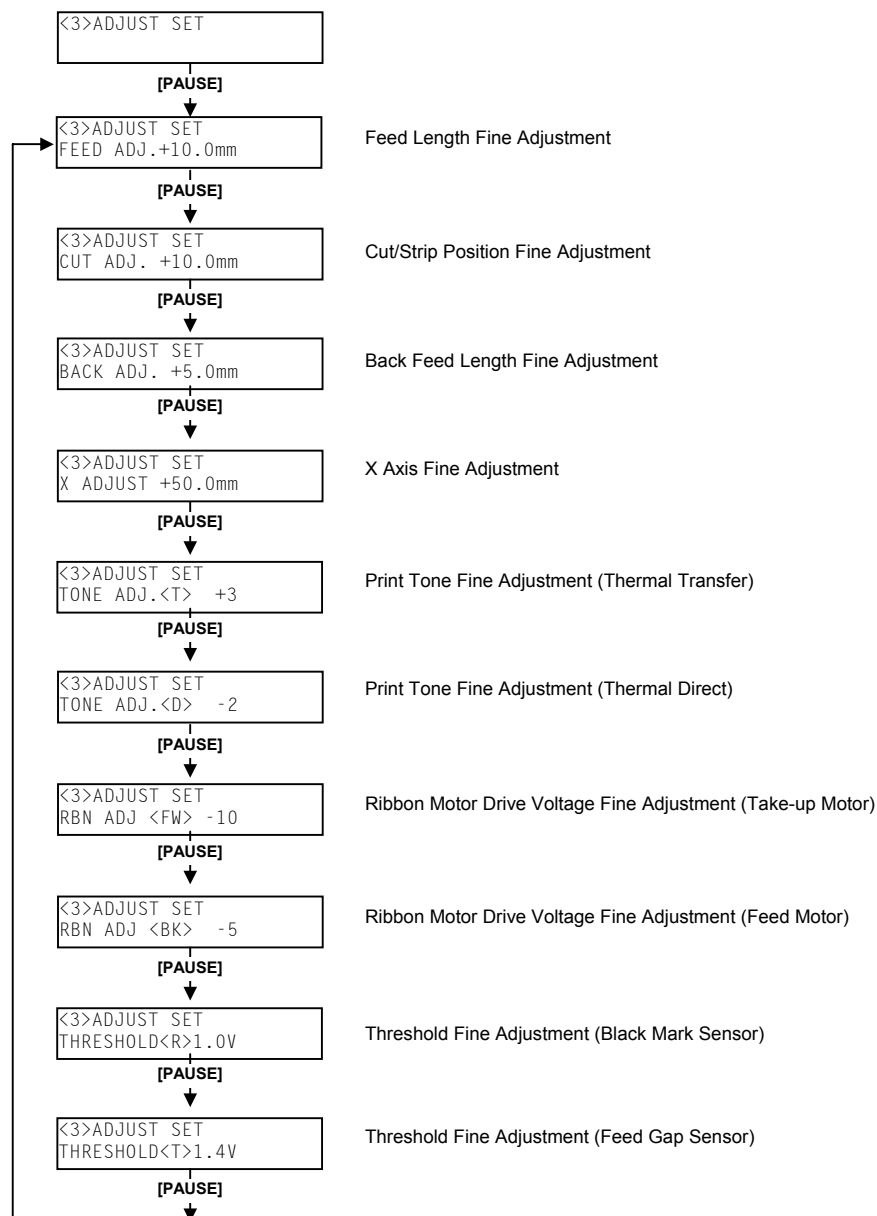 <3>ADJUST SET
[PAUSE]
<3>ADJUST SET
FEED ADJ.+10.0mm
Feed Length Fine Adjustment
[PAUSE]
<3>ADJUST SET
CUT ADJ. +10.0mm
Cut/Strip Position Fine Adjustment
[PAUSE]
<3>ADJUST SET
BACK ADJ. +5.0mm
Back Feed Length Fine Adjustment
[PAUSE]
<3>ADJUST SET
X ADJUST +50.0mm
X Axis Fine Adjustment
[PAUSE]
<3>ADJUST SET
TONE ADJ.<T> +3
Print Tone Fine Adjustment (Thermal Transfer)
[PAUSE]
<3>ADJUST SET
TONE ADJ.<D> -2
Print Tone Fine Adjustment (Thermal Direct)
[PAUSE]
<3>ADJUST SET
RBN ADJ <FW> -10
Ribbon Motor Drive Voltage Fine Adjustment (Take-up Motor)
[PAUSE]
<3>ADJUST SET
RBN ADJ <BK> -5
Ribbon Motor Drive Voltage Fine Adjustment (Feed Motor)
[PAUSE]
<3>ADJUST SET
THRESHOLD<R>1.0V
Threshold Fine Adjustment (Black Mark Sensor)
[PAUSE]
<3>ADJUST SET
THRESHOLD<T>1.4V
Threshold Fine Adjustment (Feed Gap Sensor)
[PAUSE]